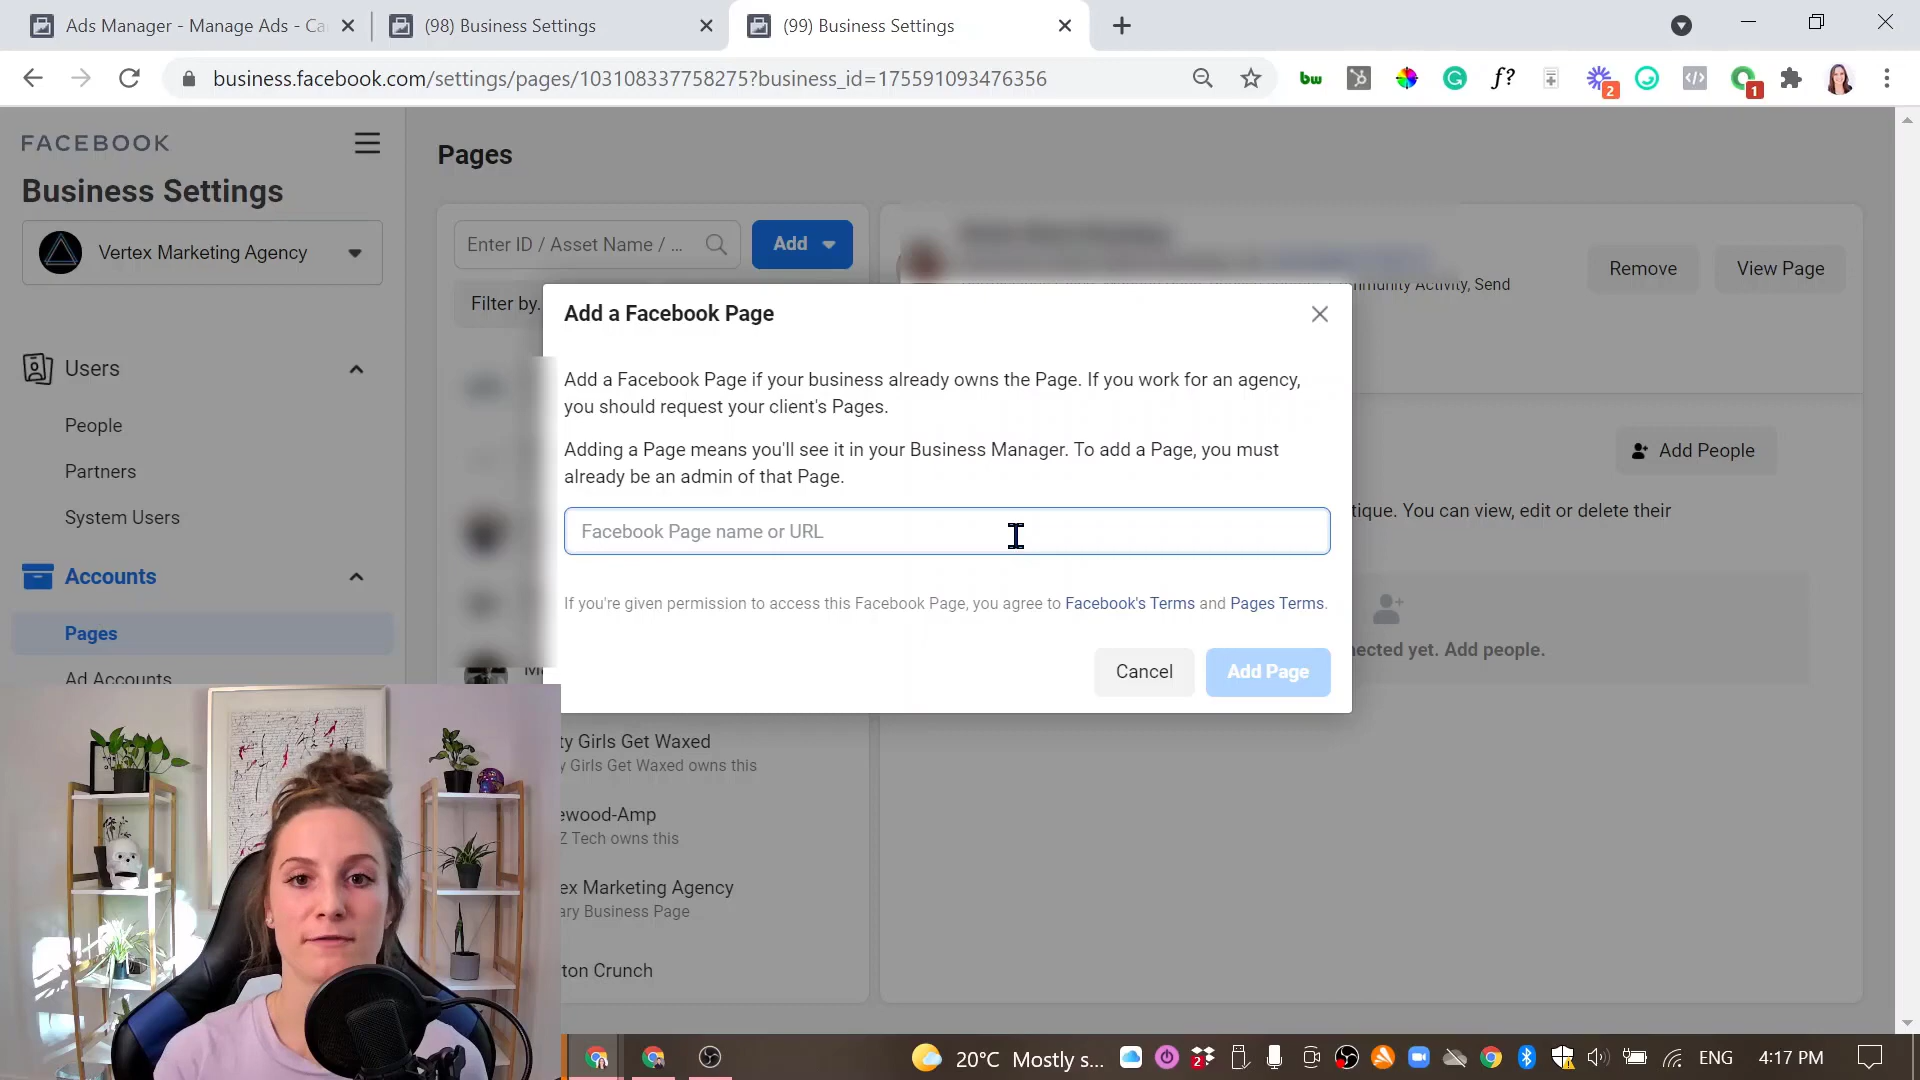 Ads Manager - Manage Ads - Ca
(98) Business Settings
(99) Business Settings
business.facebook.com/settings/pages/103108337758275?business_id=175591093476356
bw
f?
2
1
FACEBOOK
Business Settings
Vertex Marketing Agency
Users
People
Partners
System Users
Accounts
Pages
Ad Accounts
Pages
Enter ID / Asset Name / ...
Add
Filter by.
Remove
View Page
mmunity Activity, Send
Add People
tique. You can view, edit or delete their
nected yet. Add people.
Add a Facebook Page
Add a Facebook Page if your business already owns the Page. If you work for an agency,
you should request your client's Pages.
Adding a Page means you'll see it in your Business Manager. To add a Page, you must
already be an admin of that Page.
Facebook Page name or URL
If you're given permission to access this Facebook Page, you agree to Facebook's Terms and Pages Terms.
Cancel
Add Page
ty Girls Get Waxed
y Girls Get Waxed owns this
ewood-Amp
Z Tech owns this
ex Marketing Agency
ary Business Page
ton Crunch
20°C Mostly s...
2
ENG
4:17 PM